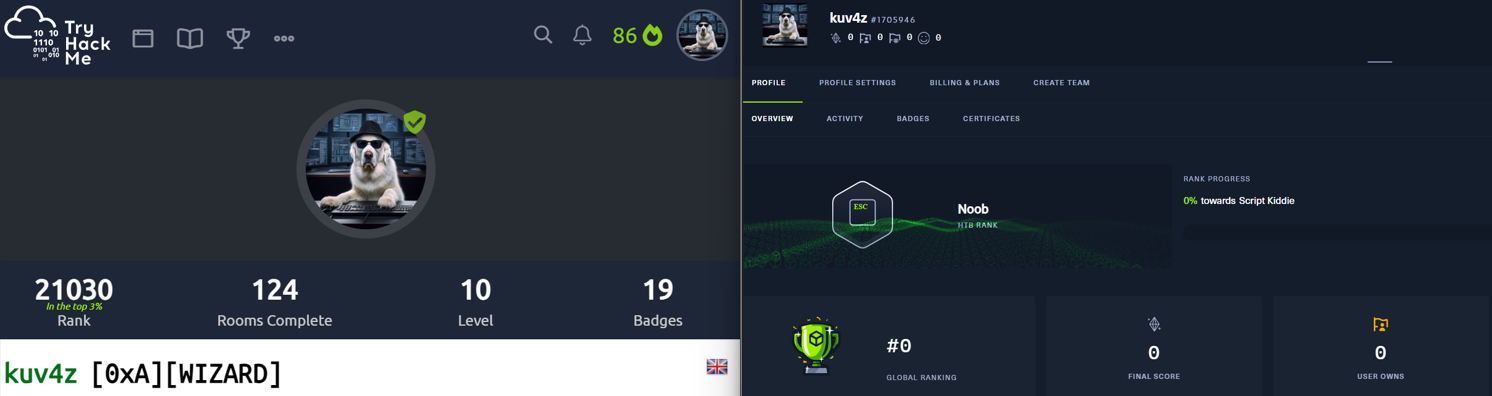 10 10
1110
0101 01
01 010
01
Try
Hack
Me
86
21030
In the top 3%
Rank
124
Rooms Complete
10
Level
19
Badges
kuv4z [0xA][WIZARD]
kuv4z #1705946
0 0 0 0
PROFILE PROFILE SETTINGS BILLING & PLANS CREATE TEAM
OVERVIEW ACTIVITY BADGES CERTIFICATES
ESC
Noob
HTB RANK
RANK PROGRESS
0% towards Script Kiddie
#0
GLOBAL RANKING
0
FINAL SCORE
0
USER OWNS